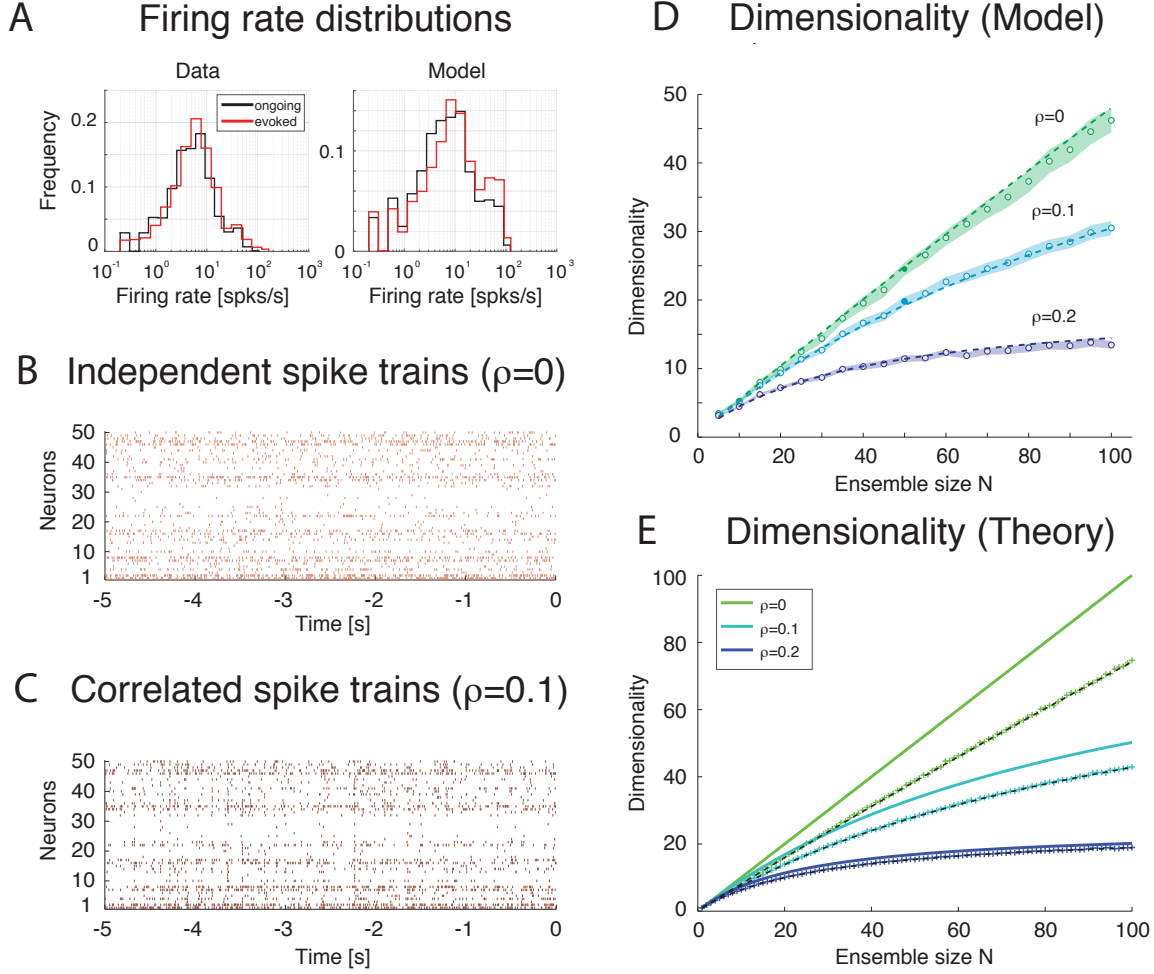 A Firing rate distributions
Data
Model
ongoing
evoked
Frequency
0.2
0.1
0
0.1
0
10-1 100 101 102 103
10-1 100 101 102 103
Firing rate [spks/s]
Firing rate [spks/s]
B Independent spike trains (ρ=0)
Neurons
50
40
30
20
10
1
-5 -4 -3 -2 -1 0
Time [s]
C Correlated spike trains (ρ=0.1)
Neurons
50
40
30
20
10
1
-5 -4 -3 -2 -1 0
Time [s]
D Dimensionality (Model)
Dimensionality
50
40
30
20
10
0
ρ=0
ρ=0.1
ρ=0.2
0 20 40 60 80 100
Ensemble size N
E Dimensionality (Theory)
Dimensionality
100
80
60
40
20
0
ρ=0
ρ=0.1
ρ=0.2
0 20 40 60 80 100
Ensemble size N